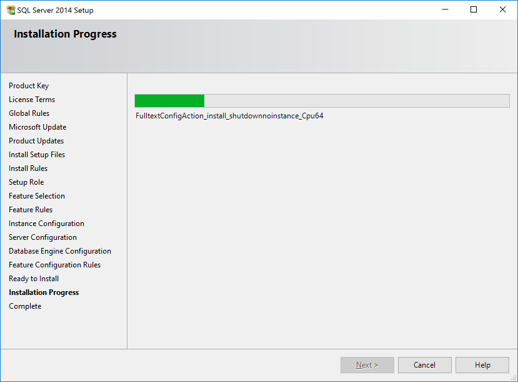 SQL Server 2014 Setup
Installation Progress
Product Key
License Terms
Global Rules
Microsoft Update
Product Updates
Install Setup Files
Install Rules
Setup Role
Feature Selection
Feature Rules
Instance Configuration
Server Configuration
Database Engine Configuration
Feature Configuration Rules
Ready to Install
Installation Progress
Complete
FulltextConfigAction_install_shutdownnoinstance_Cpu64
Next >
Cancel
Help